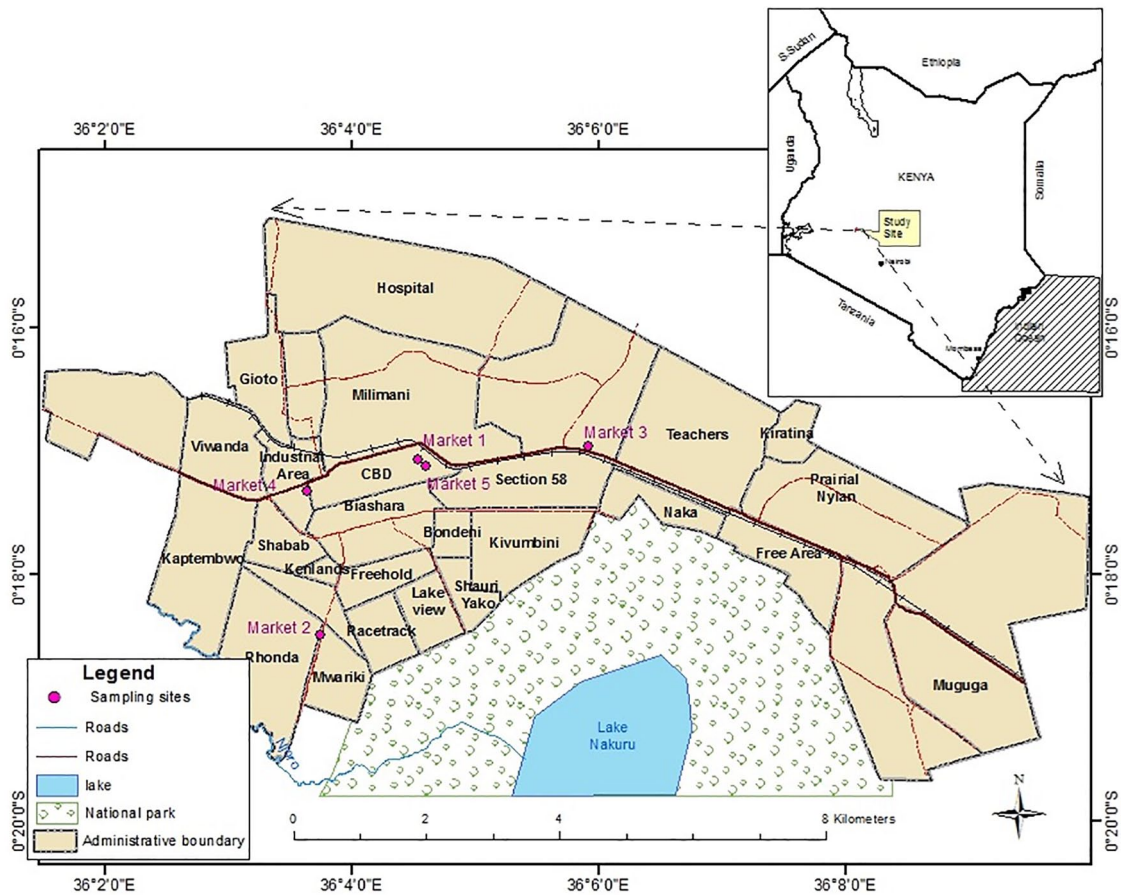 S.Sudan
Ethiopia
Uganda
KENYA
Somalia
Study
Site
Nairobi
Tanzania
Mombasa
Indian
Ocean
36°2'0"E
36°4'0"E
36°6'0"E
0°16'0"S
0°16'0"S
Hospital
Gioto
Milimani
Viwanda
Industrial
Area
CBD
Market 1
Market 3
Teachers
Kiratina
Market 4
Market 5
Section 58
Prairial
Nylan
Biashara
Naka
Bondeni
Kivumbini
Free Area
Kaptembwo
Shabab
Kenlands
Freehold
0°18'0"S
0°18'0"S
Lake
view
Shauri
Yako
Market 2
Racetrack
Rhonda
Mwariki
Muguga
Lake
Nakuru
Legend
Sampling sites
Roads
Roads
lake
National park
Administrative boundary
0 2 4 6 8 Kilometers
N
0°20'0"S
0°20'0"S
36°2'0"E
36°4'0"E
36°6'0"E
36°8'0"E